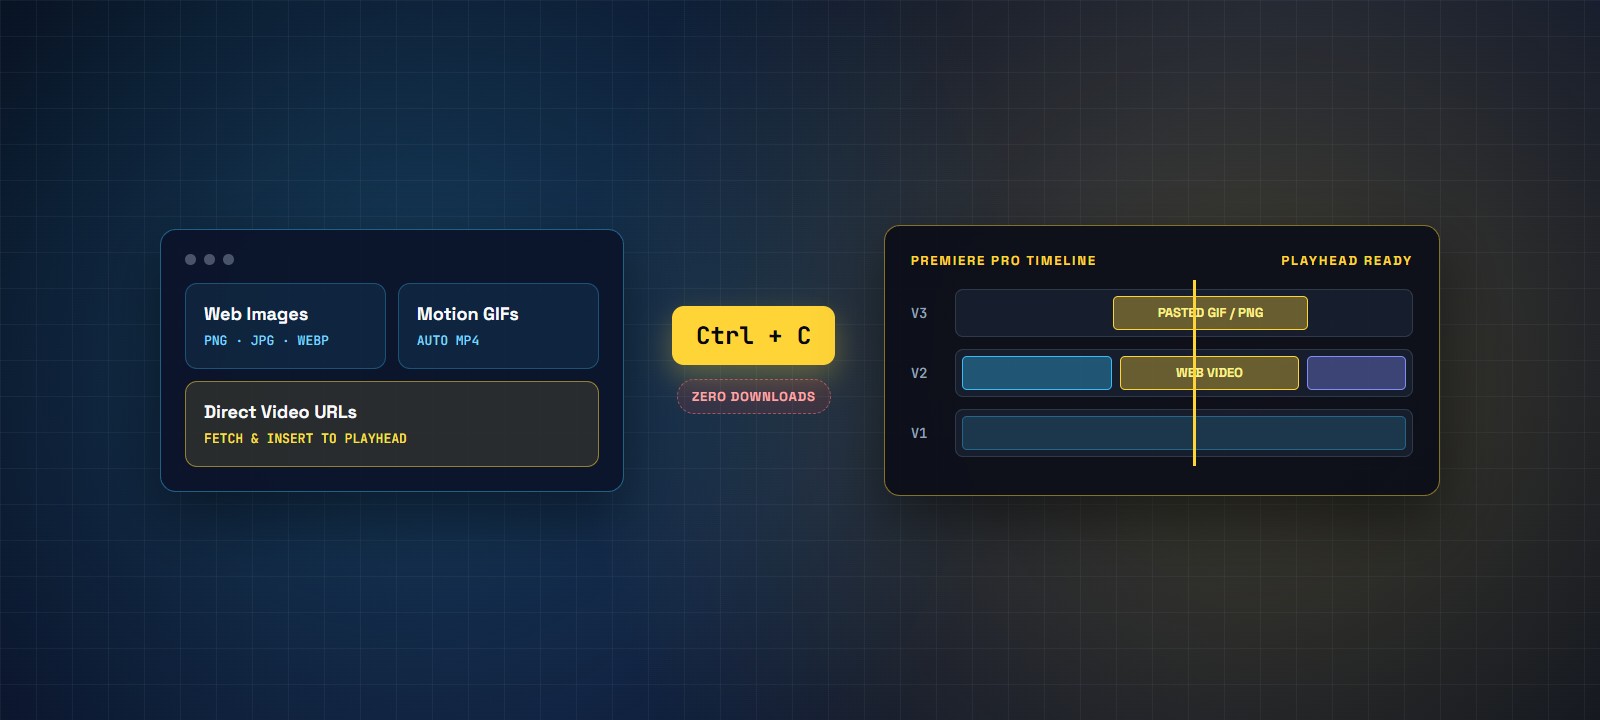 Web Images
PNG · JPG · WEBP
Motion GIFs
AUTO MP4
Direct Video URLs
FETCH & INSERT TO PLAYHEAD
Ctrl + C
ZERO DOWNLOADS
PREMIERE PRO TIMELINE
PLAYHEAD READY
V3
PASTED GIF / PNG
V2
WEB VIDEO
V1